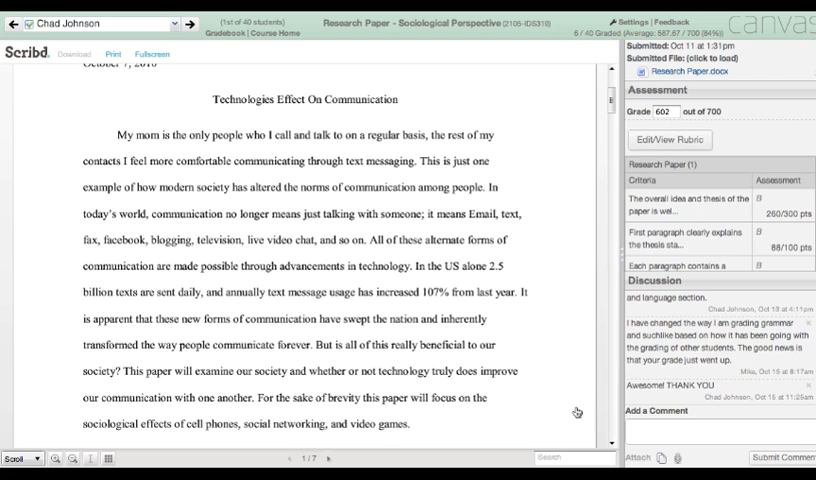 Chad Johnson
(1st of 40 students)
Gradebook | Course Home
Research Paper - Sociological Perspective (2105-IDS319)
Settings | Feedback
6 / 40 Graded (Average: 587.67 / 700 (84%))
canvas
Scribd.
Download
Print
Fullscreen
October 7, 2010
Technologies Effect On Communication
My mom is the only people who I call and talk to on a regular basis, the rest of my
contacts I feel more comfortable communicating through text messaging. This is just one
example of how modern society has altered the norms of communication among people. In
today's world, communication no longer means just talking with someone; it means Email, text,
fax, facebook, blogging, television, live video chat, and so on. All of these alternate forms of
communication are made possible through advancements in technology. In the US alone 2.5
billion texts are sent daily, and annually text message usage has increased 107% from last year. It
is apparent that these new forms of communication have swept the nation and inherently
transformed the way people communicate forever. But is all of this really beneficial to our
society? This paper will examine our society and whether or not technology truly does improve
our communication with one another. For the sake of brevity this paper will focus on the
sociological effects of cell phones, social networking, and video games.
Scroll
1 / 7
Search
Submitted: Oct 11 at 1:31pm
Submitted File: (click to load)
Research Paper.docx
Assessment
Grade 602 out of 700
Edit/View Rubric
Research Paper (1)
Criteria Assessment
The overall idea and thesis of the
paper is wel...
260/300 pts
First paragraph clearly explains
the thesis sta...
88/100 pts
Each paragraph contains a
Discussion
and language section.
Chad Johnson, Oct 13 at 4:11pm
I have changed the way I am grading grammar
and suchlike based on how it has been going with
the grading of other students. The good news is
that your grade just went up.
Mike, Oct 15 at 8:17am
Awesome! THANK YOU
Chad Johnson, Oct 15 at 11:25am
Add a Comment
Attach
Submit Comment